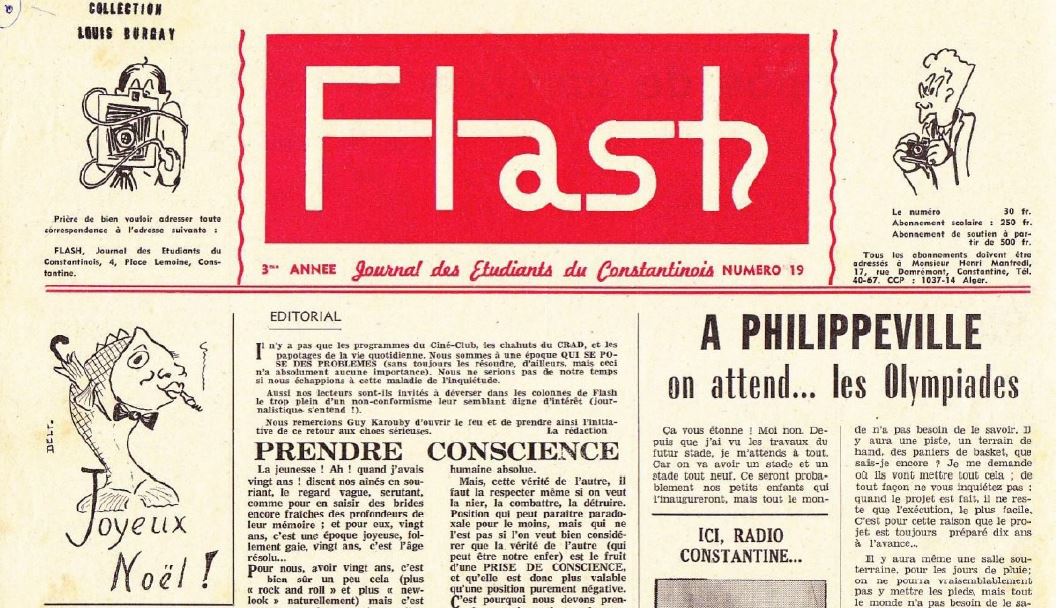 COLLECTION
LOUIS BURGAY
Prière de bien vouloir adresser toute
correspondance à l'adresse suivante :
FLASH, Journal des Etudiants du
Constantinois, 4, Place Lemoine, Cons-
tantine.
Flash
3me ANNEE Journal des Etudiants du Constantinois NUMERO 19
Le numéro 30 fr.
Abonnement scolaire : 250 fr.
Abonnement de soutien à par-
tir de 500 fr.
Tous les abonnements doivent être
adressés à Monsieur Henri Manfredi,
17, rue Damrémont, Constantine, Tél.
40-67. CCP : 1037-14 Alger.
Joyeux
Noël !
EDITORIAL
Il n'y a pas que les programmes du Ciné-Club, les chahuts du CRAD, et les
papotages de la vie quotidienne. Nous sommes à une époque QUI SE PO-
SE DES PROBLEMES (sans toujours les résoudre, d'ailleurs, mais ceci
n'a absolument aucune importance). Nous ne serions pas de notre temps
si nous échappions à cette maladie de l'inquiétude.
Aussi nos lecteurs sont-ils invités à déverser dans les colonnes de Flash
le trop plein d'un non-conformisme leur semblant digne d'intérêt (jour-
nalistique s'entend !).
Nous remercions Guy Karouby d'ouvrir le feu et de prendre ainsi l'initia-
tive de ce retour aux choses sérieuses. La rédaction
PRENDRE CONSCIENCE
La jeunesse ! Ah ! quand j'avais
vingt ans ! disent nos aînés en sou-
riant, le regard vague, scrutant,
comme pour en saisir des brides
encore fraîches des profondeurs de
leur mémoire ; et pour eux, vingt
ans, c'est une époque joyeuse, fol-
lement gaie, vingt ans, c'est l'âge
résolu...
Pour nous, avoir vingt ans, c'est
bien sûr un peu cela (plus
« rock and roll » et plus « new-
look » naturellement) mais c'est
humaine absolue.
Mais, cette vérité de l'autre, il
faut la respecter même si on veut
la nier, la combattre, la détruire.
Position qui peut paraître parado-
xale pour le moins, mais qui ne
l'est pas si l'on veut bien considé-
rer que la vérité de l'autre (qui
peut être notre enfer) est le fruit
d'une PRISE DE CONSCIENCE,
et qu'elle est donc plus valable
qu'une position purement négative.
C'est pourquoi nous devons pren-
A PHILIPPEVILLE
on attend... les Olympiades
Ça vous étonne ! Moi non. De-
puis que j'ai vu les travaux du
futur stade, je m'attends à tout.
Car on va avoir un stade et un
stade tout neuf. Ce seront proba-
blement nos petits enfants qui
l'inaugureront, mais tout le mon-
ICI, RADIO
CONSTANTINE...
de n'a pas besoin de le savoir. Il
y aura une piste, un terrain de
hand, des paniers de basket, que
sais-je encore ? Je me demande
où ils vont mettre tout cela ; de
tout façon ne vous inquiétez pas :
quand le projet est fait, il ne res-
te que l'exécution, le plus facile.
C'est pour cette raison que le pro-
jet est toujours préparé dix ans
à l'avance...
Il y aura même une salle sou-
terraine, pour les jours de pluie;
on ne pourra vraisemblablement
pas y mettre les pieds, mais tout
le monde n'a pas besoin de le sa-